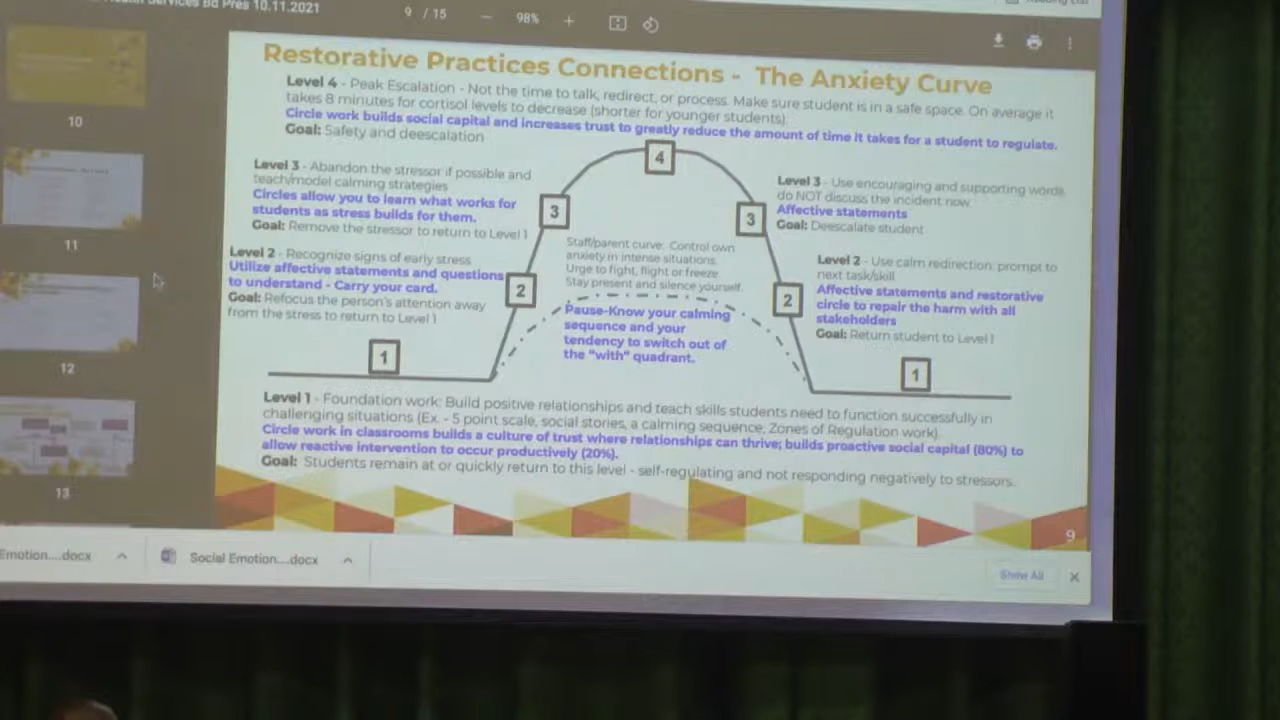 Services Bd Pres 10.11.2021
9 / 15
98%
10
11
12
13
Restorative Practices Connections - The Anxiety Curve
Level 4 - Peak Escalation - Not the time to talk, redirect, or process. Make sure student is in a safe space. On average it
takes 8 minutes for cortisol levels to decrease (shorter for younger students).
Circle work builds social capital and increases trust to greatly reduce the amount of time it takes for a student to regulate.
Goal: Safety and deescalation
4
Level 3 - Abandon the stressor if possible and
teach/model calming strategies
Circles allow you to learn what works for
students as stress builds for them.
Goal: Remove the stressor to return to Level 1
3
Level 2 - Recognize signs of early stress
Utilize affective statements and questions
to understand - Carry your card.
Goal: Refocus the person's attention away
from the stress to return to Level 1
2
1
Staff/parent curve: Control own
anxiety in intense situations.
Urge to fight, flight or freeze.
Stay present and silence yourself.
Pause-Know your calming
sequence and your
tendency to switch out of
the "with" quadrant.
3
Level 3 - Use encouraging and supporting words,
do NOT discuss the incident now
Affective statements
Goal: Deescalate student
2
Level 2 - Use calm redirection; prompt to
next task/skill
Affective statements and restorative
circle to repair the harm with all
stakeholders
Goal: Return student to Level 1
1
Level 1 - Foundation work: Build positive relationships and teach skills students need to function successfully in
challenging situations (Ex. - 5 point scale, social stories, a calming sequence, Zones of Regulation work)
Circle work in classrooms builds a culture of trust where relationships can thrive; builds proactive social capital (80%) to
allow reactive intervention to occur productively (20%).
Goal: Students remain at or quickly return to this level - self-regulating and not responding negatively to stressors.
9
Emotion....docx
Social Emotion....docx
Show All